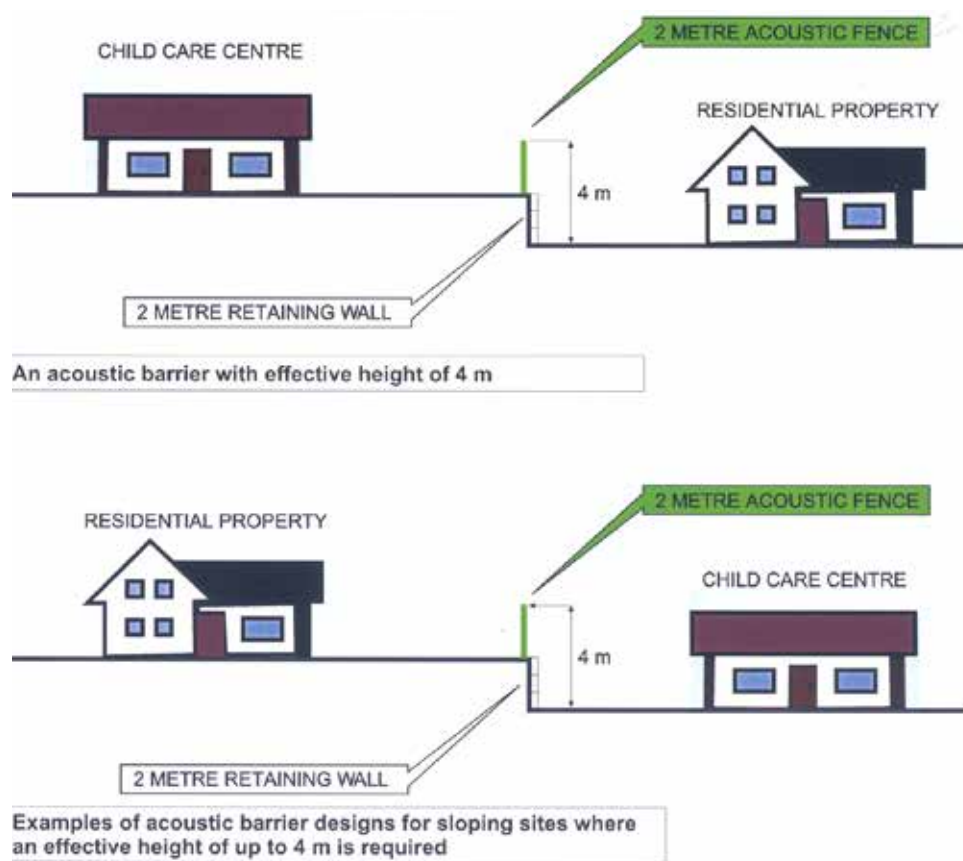 2 METRE ACOUSTIC FENCE
CHILD CARE CENTRE
RESIDENTIAL PROPERTY
4 m
2 METRE RETAINING WALL
An acoustic barrier with effective height of 4 m
2 METRE ACOUSTIC FENCE
RESIDENTIAL PROPERTY
CHILD CARE CENTRE
4 m
2 METRE RETAINING WALL
Examples of acoustic barrier designs for sloping sites where
an effective height of up to 4 m is required